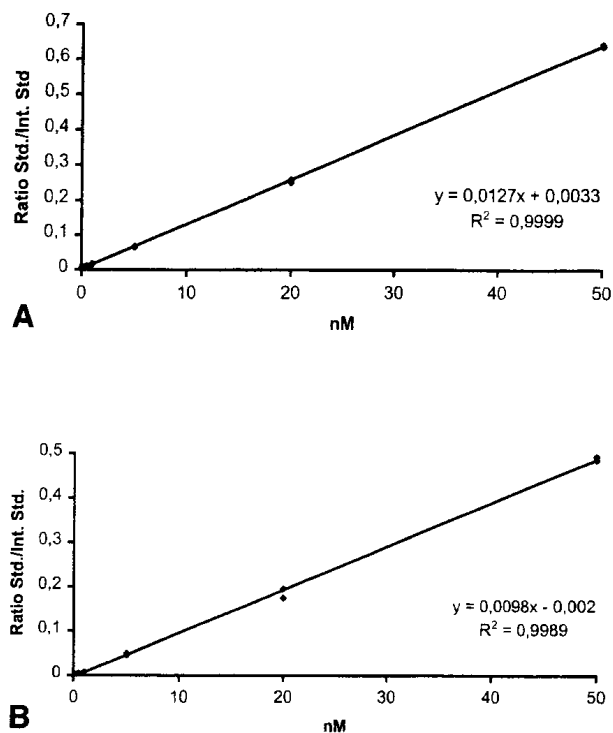 0,7
0,6
0,5
0,4
0,3
0,2
0,1
0
Ratio Std./Int. Std
y = 0,0127x + 0,0033
R² = 0,9999
0 10 20 30 40 50
nM
A
0,5
0,4
0,3
0,2
0,1
0
Ratio Std./Int. Std.
y = 0,0098x - 0,002
R² = 0,9989
0 10 20 30 40 50
nM
B